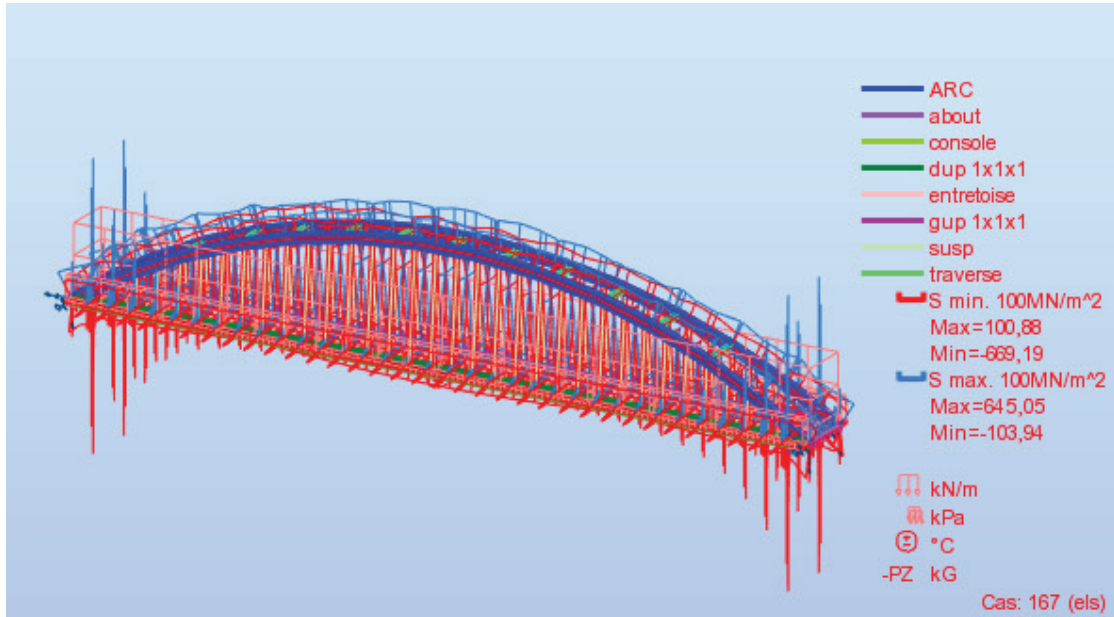 ARC
about
console
dup 1x1x1
entretoise
gup 1x1x1
susp
traverse
S min. 100MN/m^2
Max=100,88
Min=-669,19
S max. 100MN/m^2
Max=645,05
Min=-103,94
kN/m
kPa
°C
-PZ kG
Cas: 167 (els)